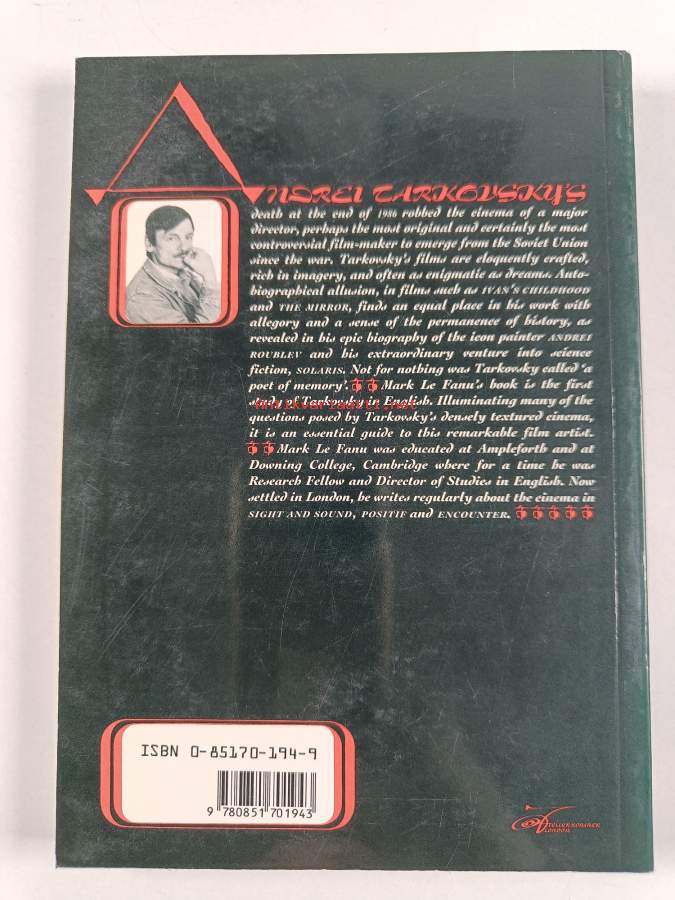 ANDREI TARKOVSKY'S
death at the end of 1986 robbed the cinema of a major
director, perhaps the most original and certainly the most
controversial film-maker to emerge from the Soviet Union
since the war. Tarkovsky's films are eloquently crafted,
rich in imagery, and often as enigmatic as dreams. Auto-
biographical allusion, in films such as IVAN'S CHILDHOOD
and THE MIRROR, finds an equal place in his work with
allegory and a sense of the permanence of history, as
revealed in his epic biography of the icon painter ANDREI
ROUBLEV and his extraordinary venture into science
fiction, SOLARIS. Not for nothing was Tarkovsky called 'a
poet of memory'. Mark Le Fanu's book is the first
study of Tarkovsky in English. Illuminating many of the
questions posed by Tarkovsky's densely textured cinema,
it is an essential guide to this remarkable film artist.
Mark Le Fanu was educated at Ampleforth and at
Downing College, Cambridge where for a time he was
Research Fellow and Director of Studies in English. Now
settled in London, he writes regularly about the cinema in
SIGHT AND SOUND, POSITIF and ENCOUNTER.
ISBN 0-85170-194-9
9 780851 701943
LONDON